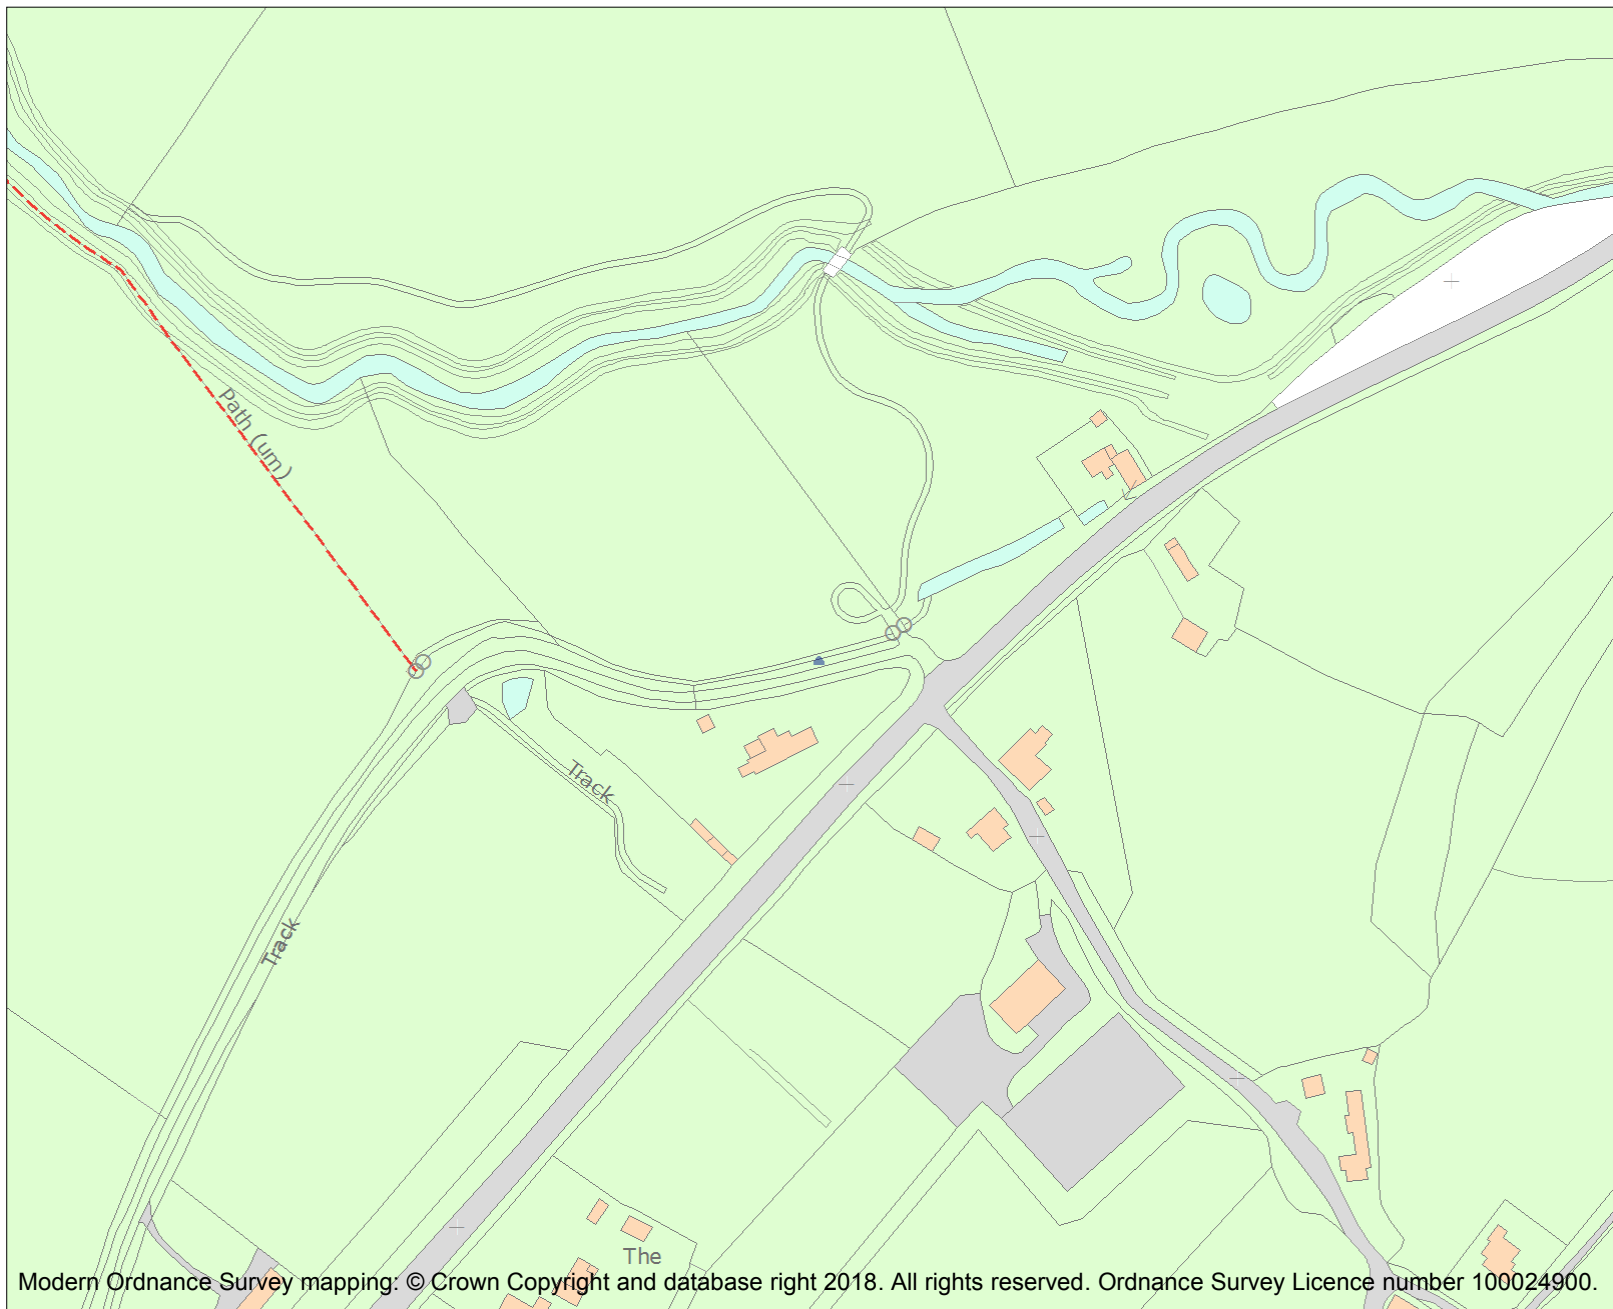 Path (um)
Track
Track
The
Modern Ordnance Survey mapping: © Crown Copyright and database right 2018. All rights reserved. Ordnance Survey Licence number 100024900.